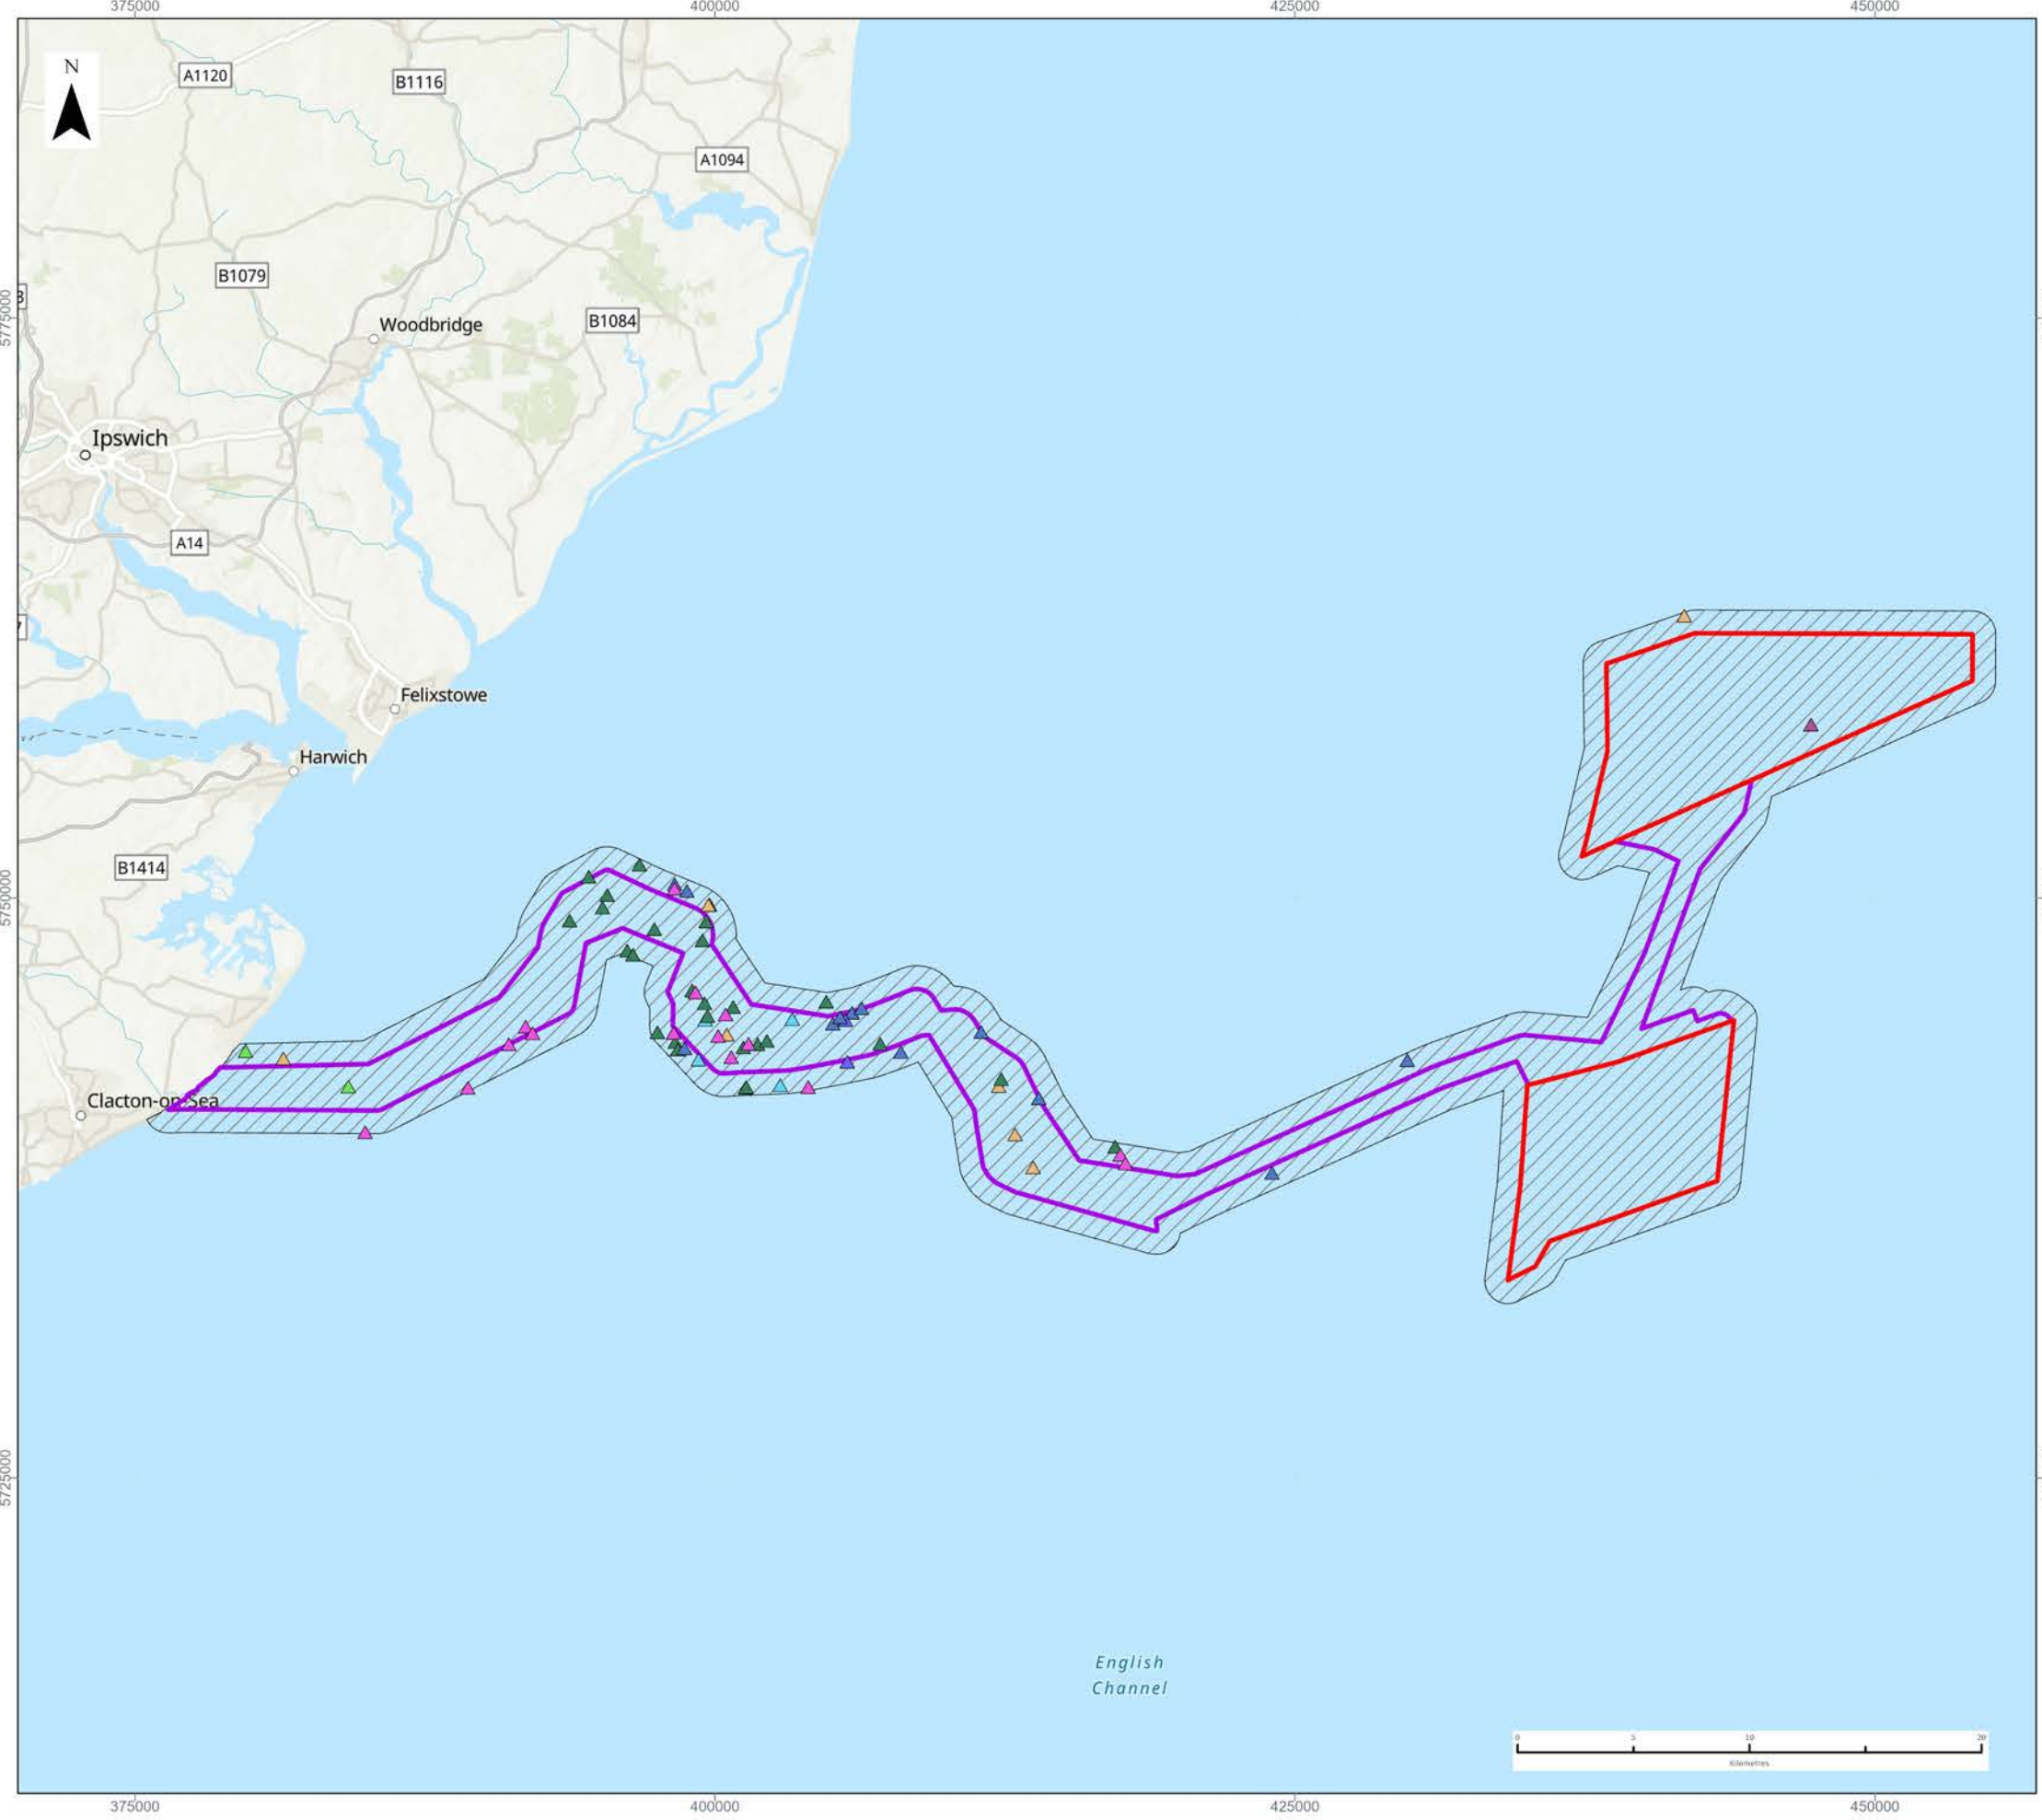 375000 400000 425000 450000
N
A1120
B1116
A1094
B1079
5775000
B1084
Woodbridge
Ipswich
A14
Felixstowe
Harwich
B1414
5750000
Clacton-on-Sea
5725000
English
Channel
0 5 10 20
Kilometres
375000 400000 425000 450000